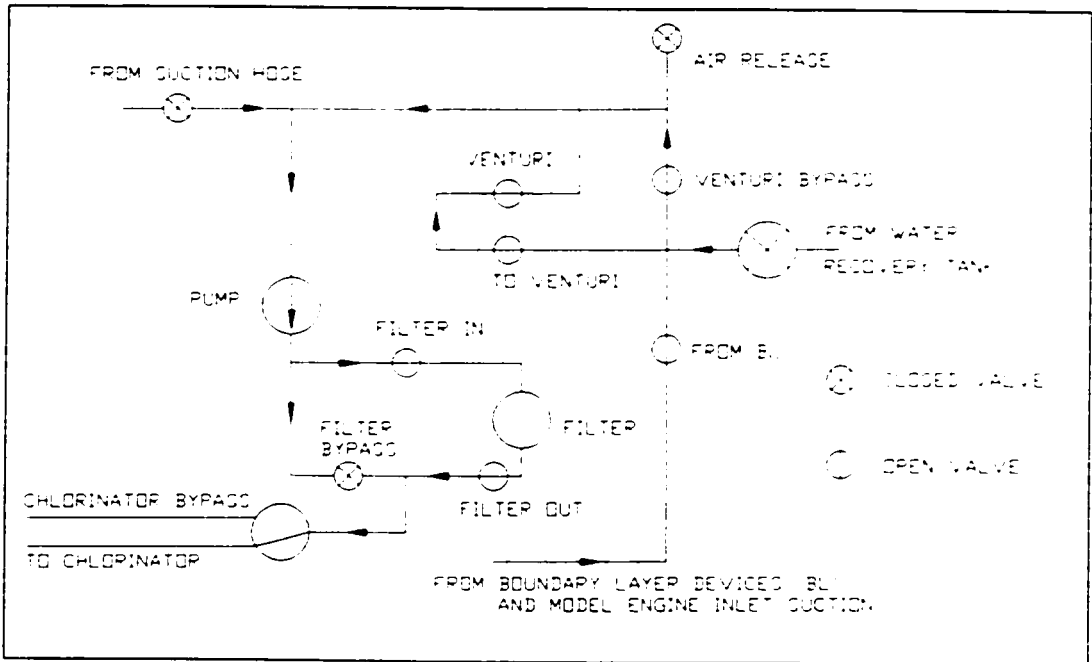 AIR RELEASE
FROM SUCTION HOSE
VENTURI
VENTURI BYPASS
FROM WATER
RECOVERY TANK
TO VENTURI
PUMP
FILTER IN
FROM
CLOSED VALVE
FILTER
BYPASS
FILTER
OPEN VALVE
CHLORINATOR BYPASS
FILTER OUT
TO CHLORINATOR
FROM BOUNDARY LAYER DEVICES
AND MODEL ENGINE INLET SUCTION